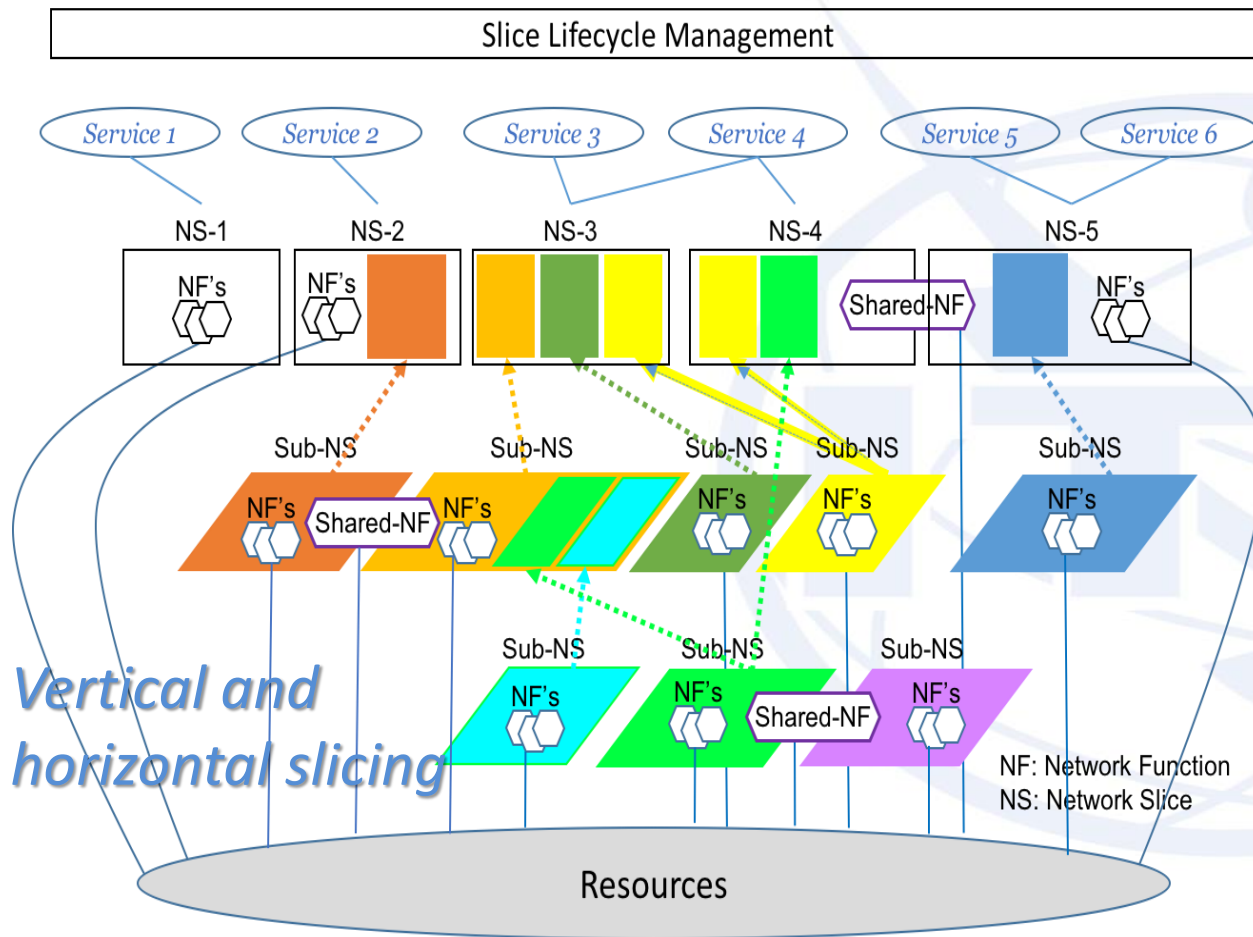 Slice Lifecycle Management
Service 1
Service 2
Service 3
Service 4
Service 5
Service 6
NS-1
NS-2
NS-3
NS-4
NS-5
NF's
NF's
Shared-NF
NF's
Sub-NS
Sub-NS
Sub-NS
Sub-NS
Sub-NS
NF's
Shared-NF
NF's
NF's
NF's
NF's
Sub-NS
Sub-NS
Sub-NS
NF's
NF's
Shared-NF
NF's
Vertical and
horizontal slicing
NF: Network Function
NS: Network Slice
Resources